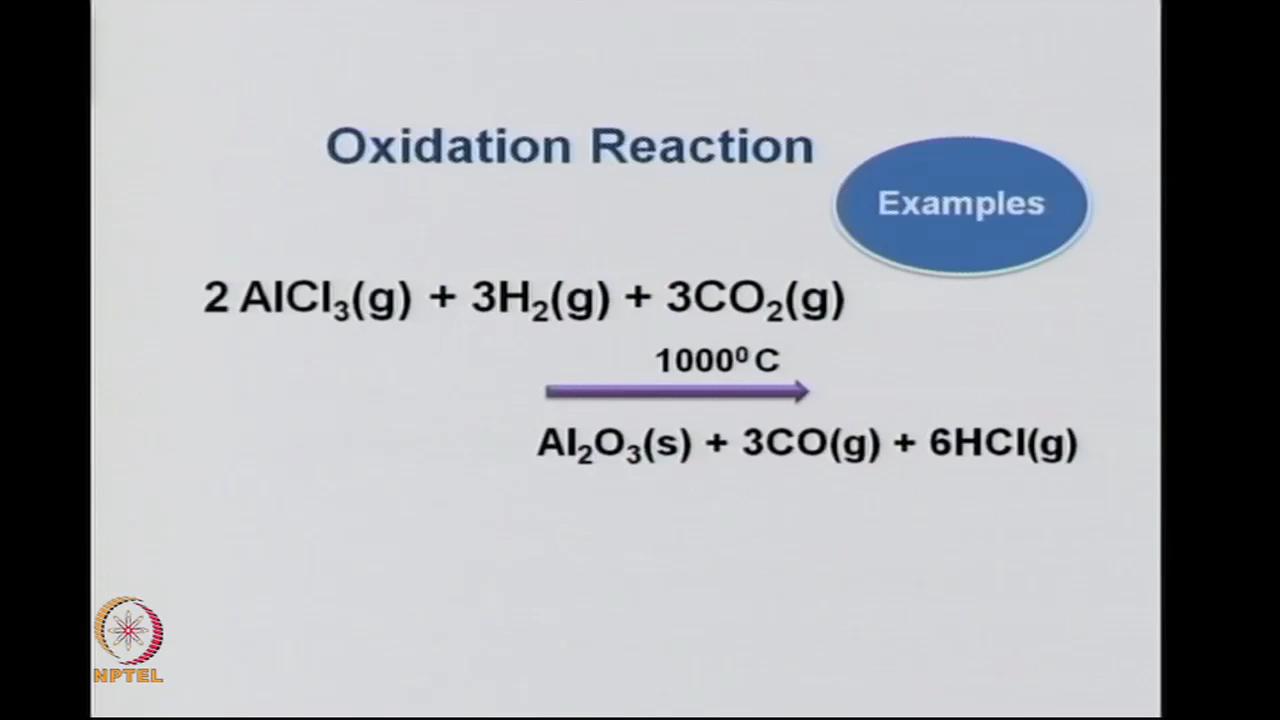 Oxidation Reaction
Examples
2 AlCl₃(g) + 3H₂(g) + 3CO₂(g)
1000⁰ C
Al₂O₃(s) + 3CO(g) + 6HCl(g)
NPTEL